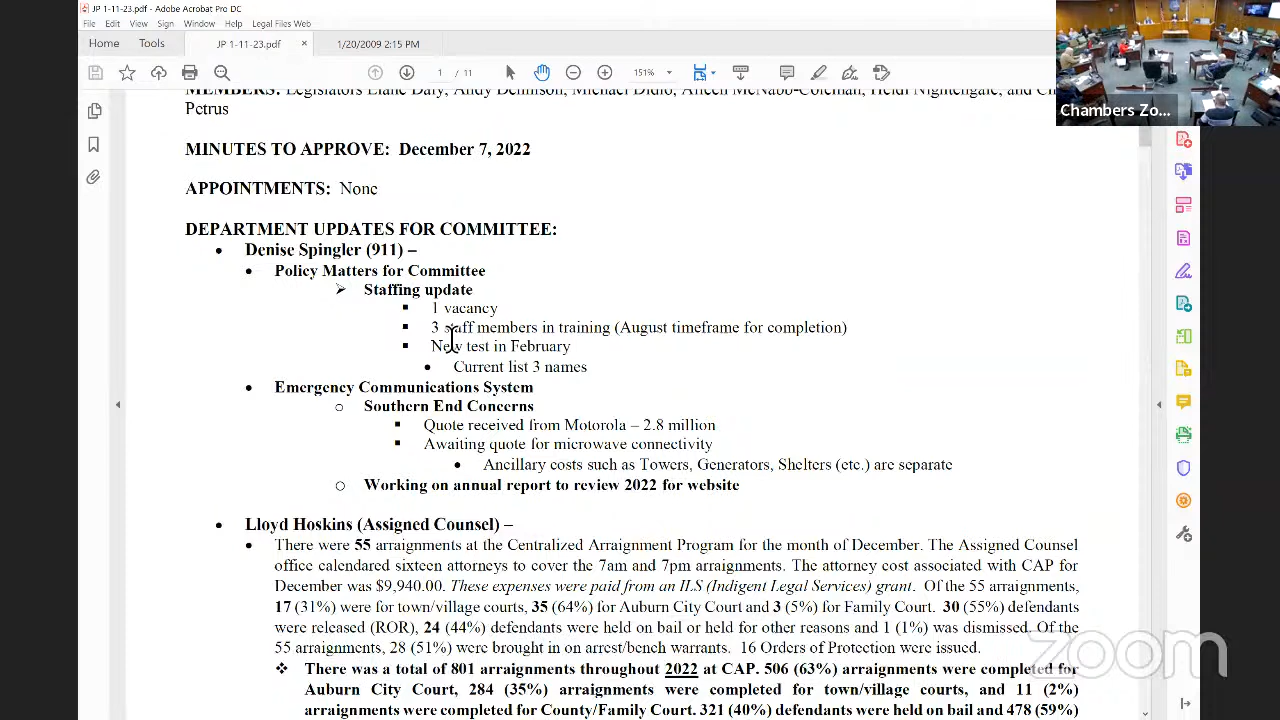 JP 1-11-23.pdf - Adobe Acrobat Pro DC
File Edit View Sign Window Help Legal Files Web
Home Tools JP 1-11-23.pdf × 1/20/2009 2:15 PM
1 / 11 151%
MEMBERS: Legislators Diane Daly, Andy Dennison, Michael Didio, Aileen McNabb-Coleman, Heidi Nightengale, and
Petrus
Chambers Zo...
MINUTES TO APPROVE: December 7, 2022
APPOINTMENTS: None
DEPARTMENT UPDATES FOR COMMITTEE:
• Denise Spingler (911) –
• Policy Matters for Committee
➢ Staffing update
▪ 1 vacancy
▪ 3 staff members in training (August timeframe for completion)
▪ New test in February
• Current list 3 names
• Emergency Communications System
○ Southern End Concerns
▪ Quote received from Motorola – 2.8 million
▪ Awaiting quote for microwave connectivity
• Ancillary costs such as Towers, Generators, Shelters (etc.) are separate
○ Working on annual report to review 2022 for website
• Lloyd Hoskins (Assigned Counsel) –
• There were 55 arraignments at the Centralized Arraignment Program for the month of December. The Assigned Counsel
office calendared sixteen attorneys to cover the 7am and 7pm arraignments. The attorney cost associated with CAP for
December was $9,940.00. These expenses were paid from an ILS (Indigent Legal Services) grant. Of the 55 arraignments,
17 (31%) were for town/village courts, 35 (64%) for Auburn City Court and 3 (5%) for Family Court. 30 (55%) defendants
were released (ROR), 24 (44%) defendants were held on bail or held for other reasons and 1 (1%) was dismissed. Of the
55 arraignments, 28 (51%) were brought in on arrest/bench warrants. 16 Orders of Protection were issued.
❖ There was a total of 801 arraignments throughout 2022 at CAP. 506 (63%) arraignments were completed for
Auburn City Court, 284 (35%) arraignments were completed for town/village courts, and 11 (2%)
arraignments were completed for County/Family Court. 321 (40%) defendants were held on bail and 478 (59%)
zoom